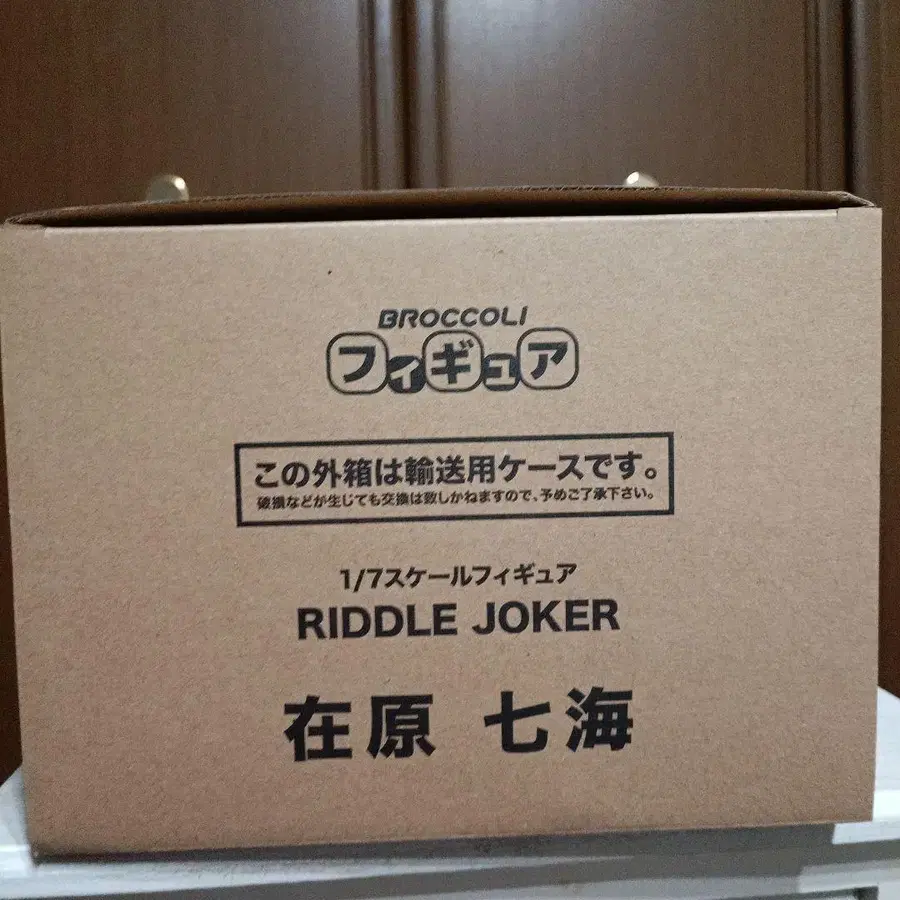 BROCCOLI
フィギュア
この外箱は輸送用ケースです。
破損などが生じても交換は致しかねますので、予めご了承下さい。
1/7スケールフィギュア
RIDDLE JOKER
在原 七海